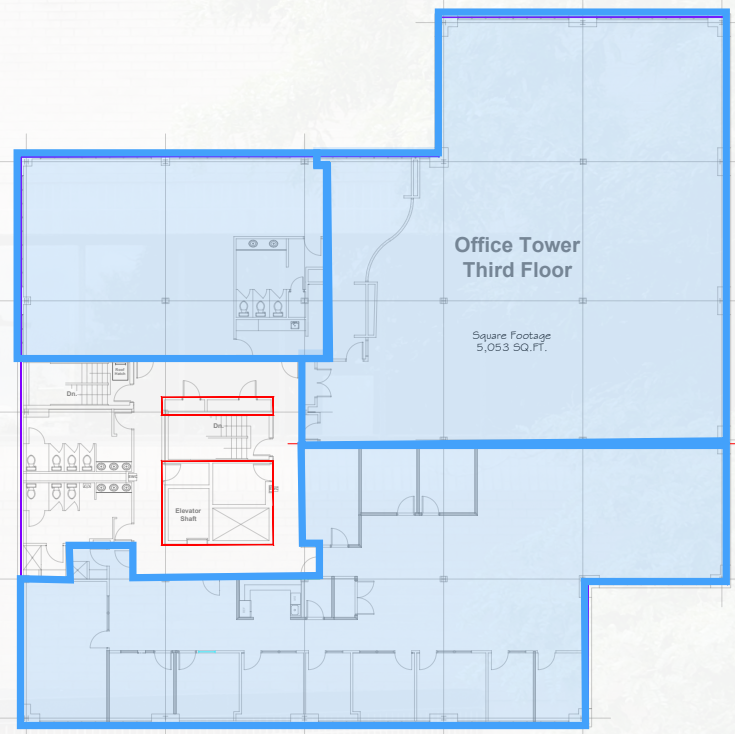 Office Tower
Third Floor
Square Footage
5,053 SQ.FT.
Dn.
Dn.
Elevator
Shaft